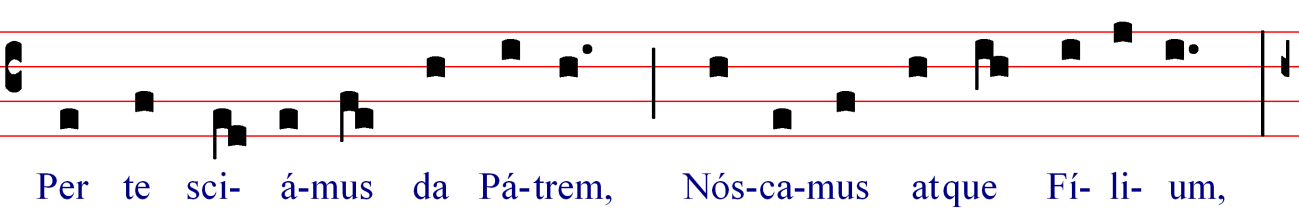 Per te sci- á-mus da Pá-trem, Nós-ca-mus atque Fí- li- um,